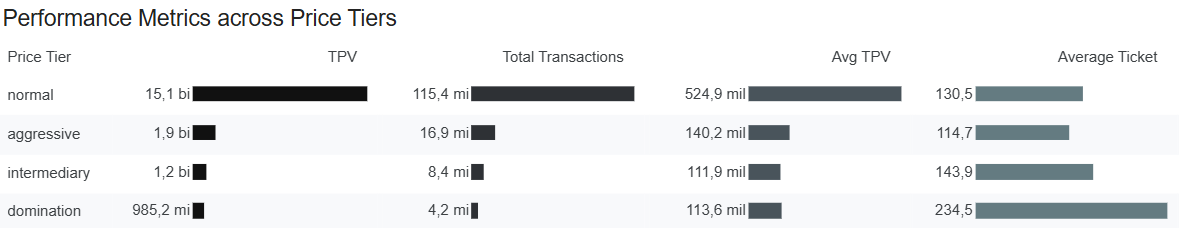 Performance Metrics across Price Tiers
Price Tier TPV Total Transactions Avg TPV Average Ticket
normal 15,1 bi 115,4 mi 524,9 mil 130,5
aggressive 1,9 bi 16,9 mi 140,2 mil 114,7
intermediary 1,2 bi 8,4 mi 111,9 mil 143,9
domination 985,2 mi 4,2 mi 113,6 mil 234,5